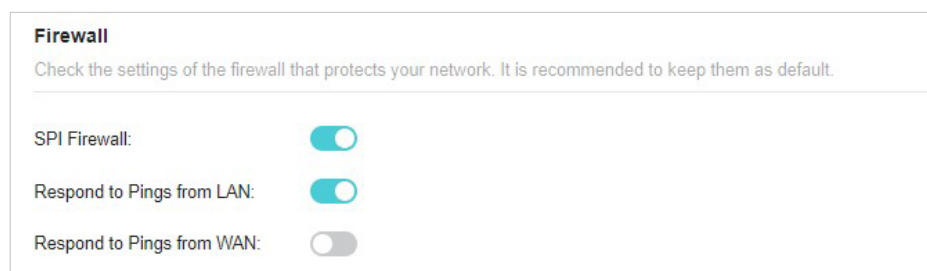 Firewall
Check the settings of the firewall that protects your network. It is recommended to keep them as default.
SPI Firewall:
Respond to Pings from LAN:
Respond to Pings from WAN: